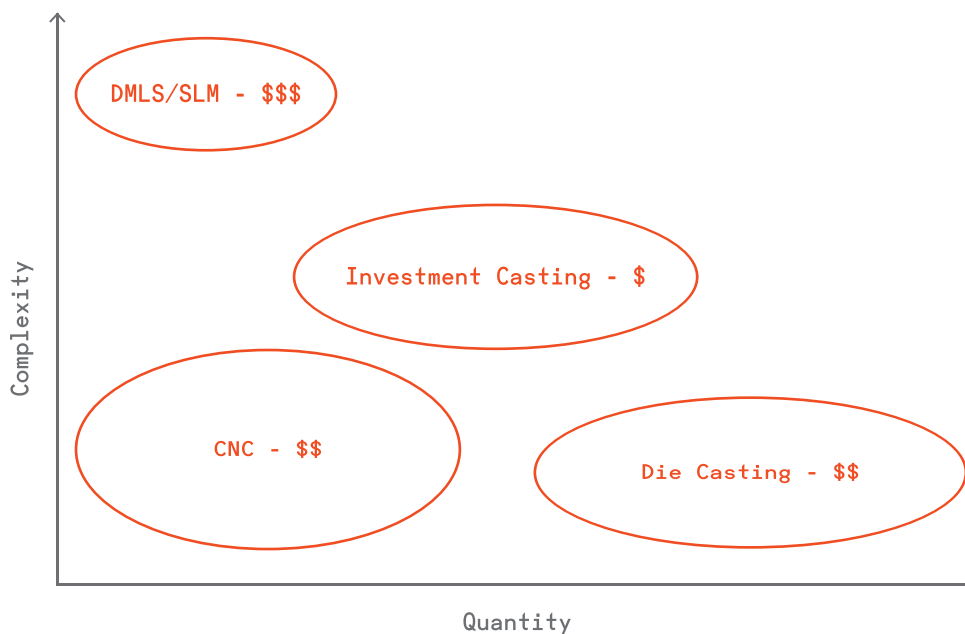 DMLS/SLM - $$$
Investment Casting - $
Complexity
CNC - $$
Die Casting - $$
Quantity